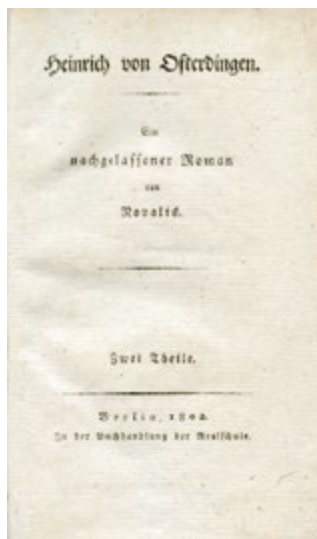 Heinrich von Ofterdingen.
Ein
nachgelassener Roman
von
Novalis.
Zwei Theile.
Berlin, 1802.
In der Buchhandlung der Realschule.